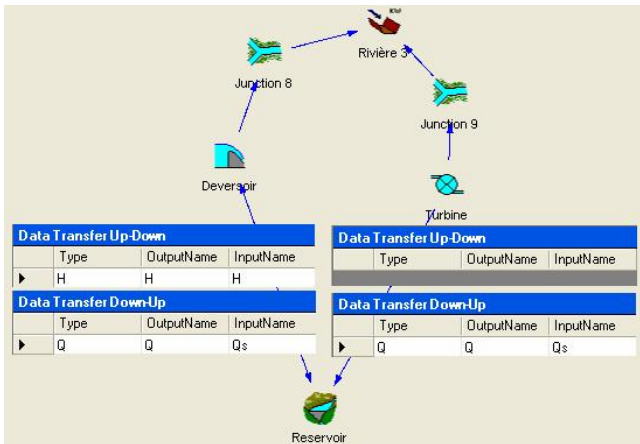 Rivière 3
Junction 8
Junction 9
Deversoir
Turbine
Data Transfer Up-Down
Type OutputName InputName
H H H
Data Transfer Down-Up
Type OutputName InputName
Q Q Qs
Data Transfer Up-Down
Type OutputName InputName
Data Transfer Down-Up
Type OutputName InputName
Q Q Qs
Reservoir